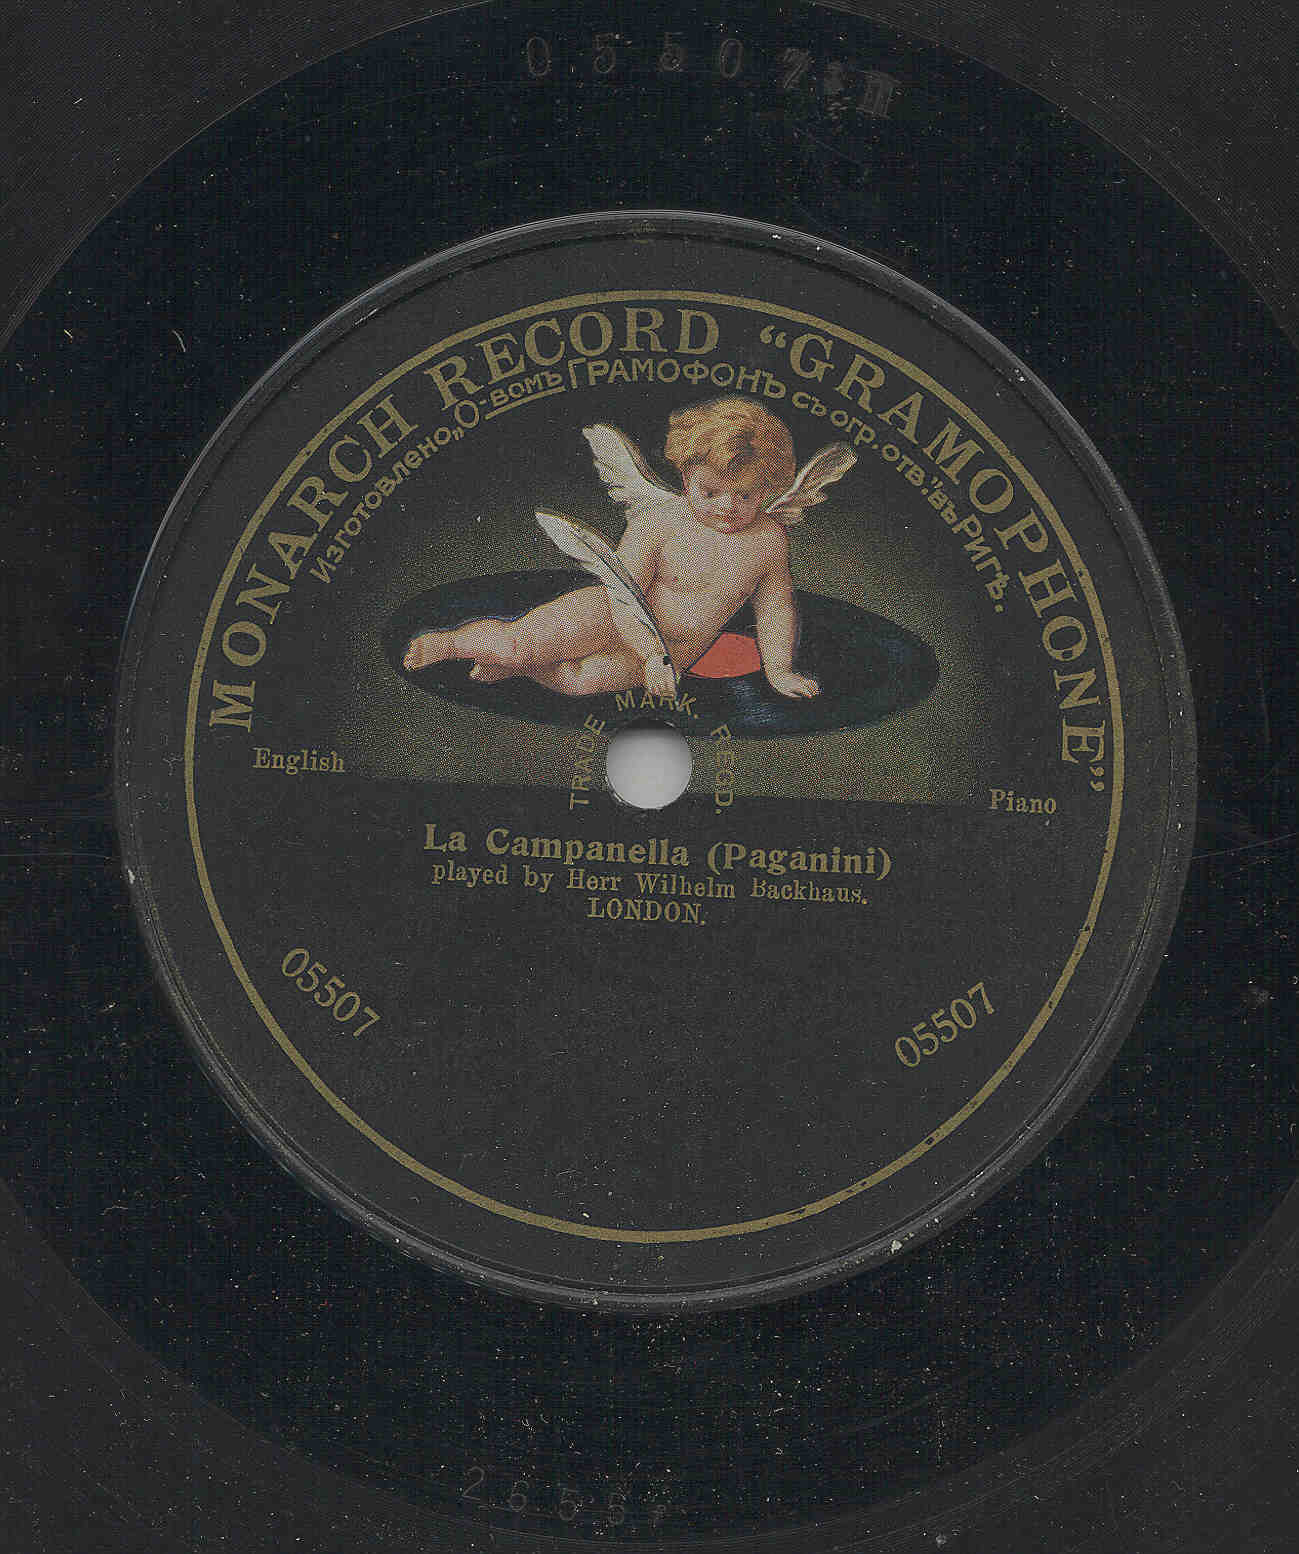 05507
MONARCH RECORD “GRAMOPHONE”
Изготовлено „О-вомъ ГРАМОФОНЪ съ огр. отв." въ Ригѣ.
TRADE MARK. REGD.
English
Piano
La Campanella (Paganini)
played by Herr Wilhelm Backhaus.
LONDON.
05507
05507